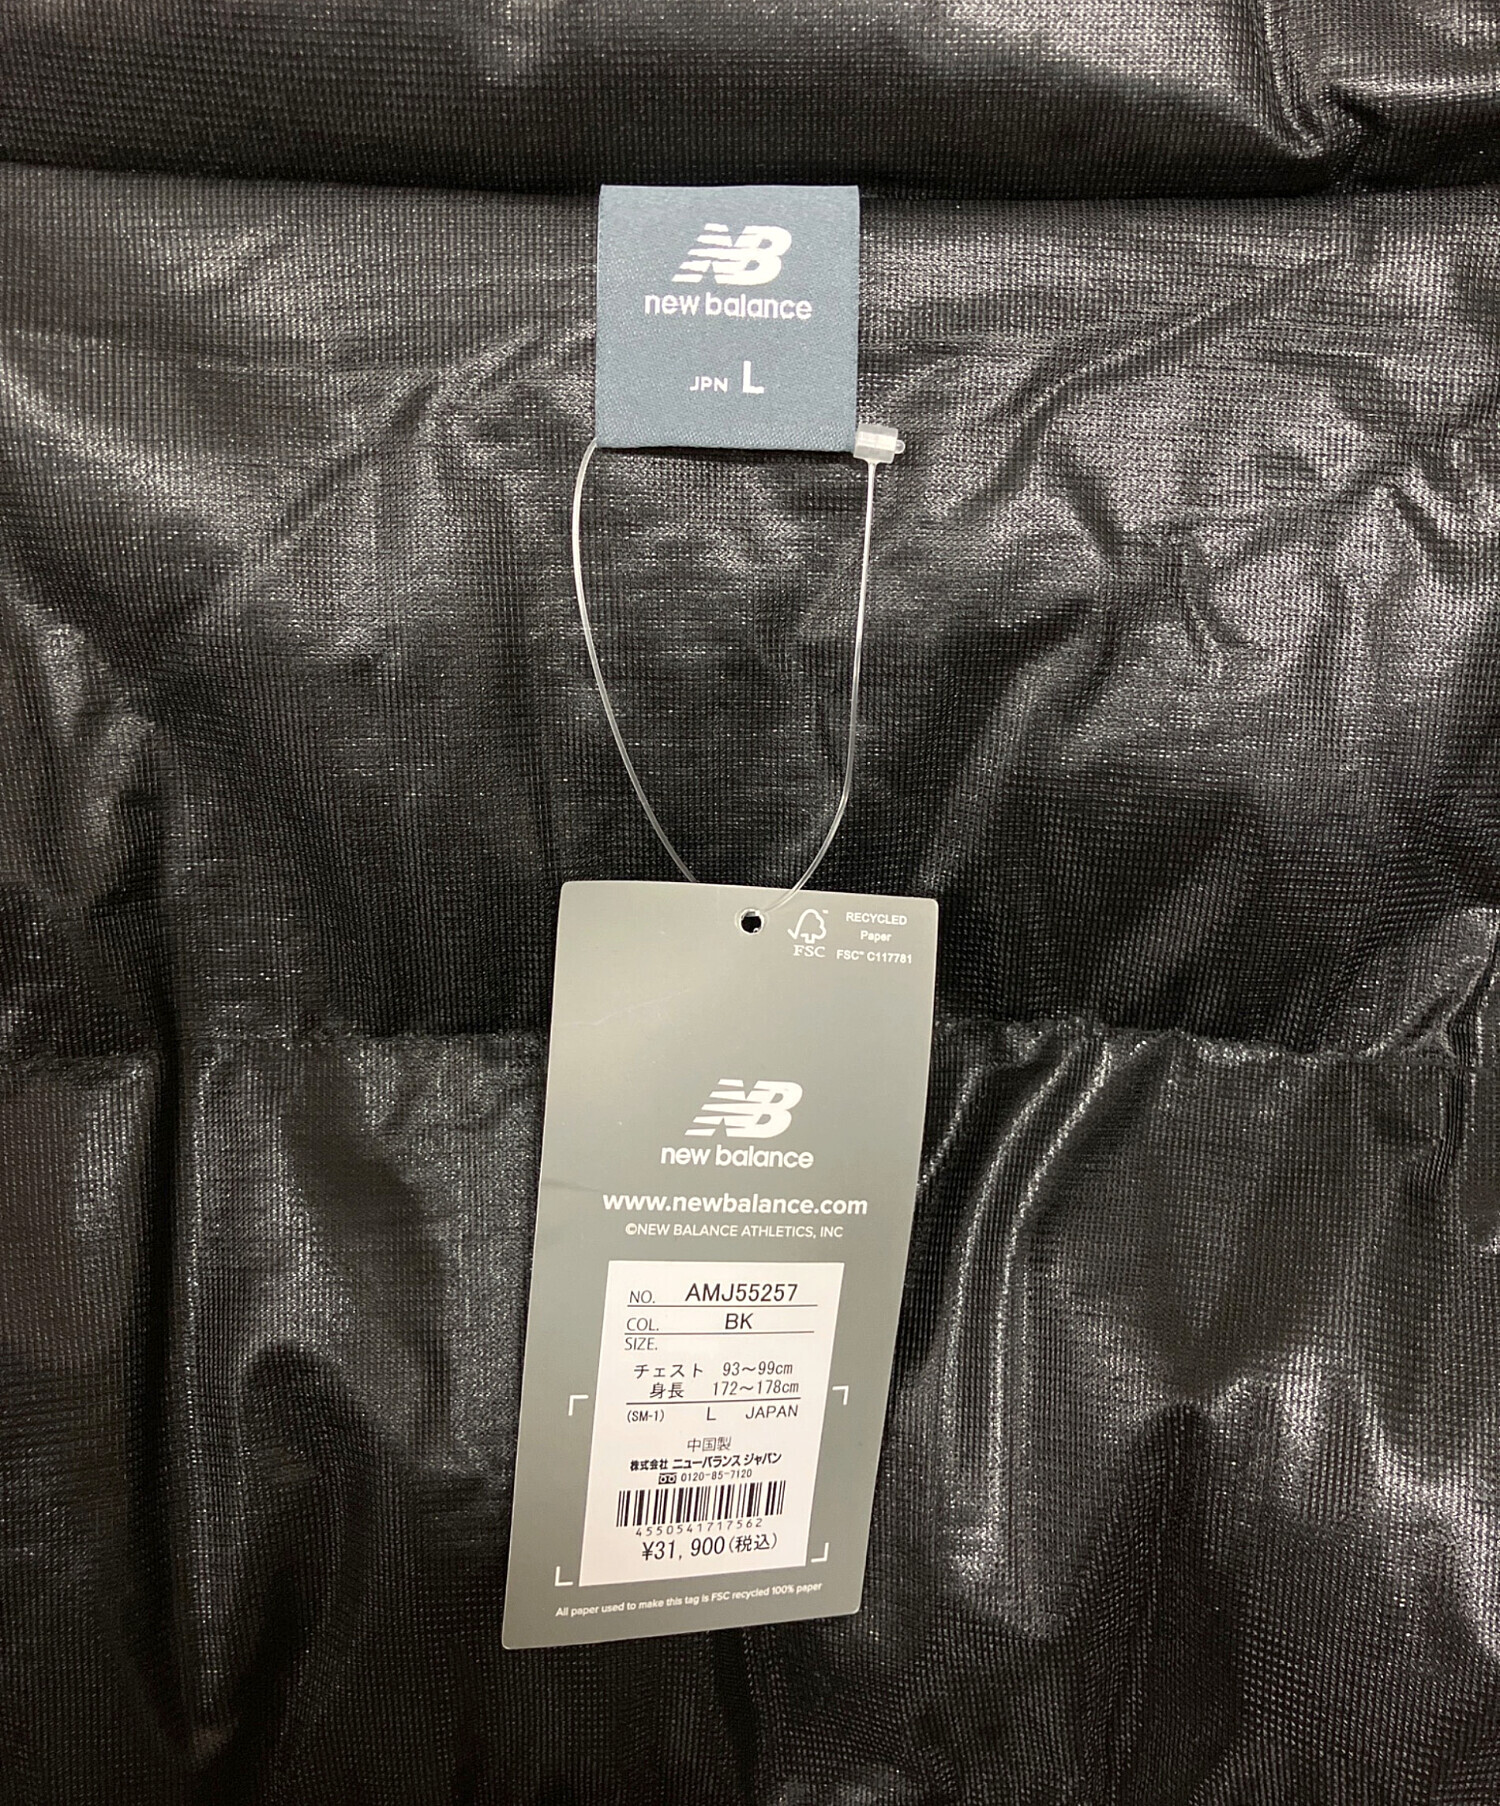 NB
new balance
JPN L
FSC™
RECYCLED
Paper
FSC® C117781
NB
new balance
www.newbalance.com
©NEW BALANCE ATHLETICS, INC
NO. AMJ55257
COL. BK
SIZE.
チェスト 93～99cm
身長 172～178cm
(SM-1) L JAPAN
中国製
株式会社 ニューバランス ジャパン
0120-85-7120
4550541717562
¥31,900(税込)
All paper used to make this tag is FSC recycled 100% paper